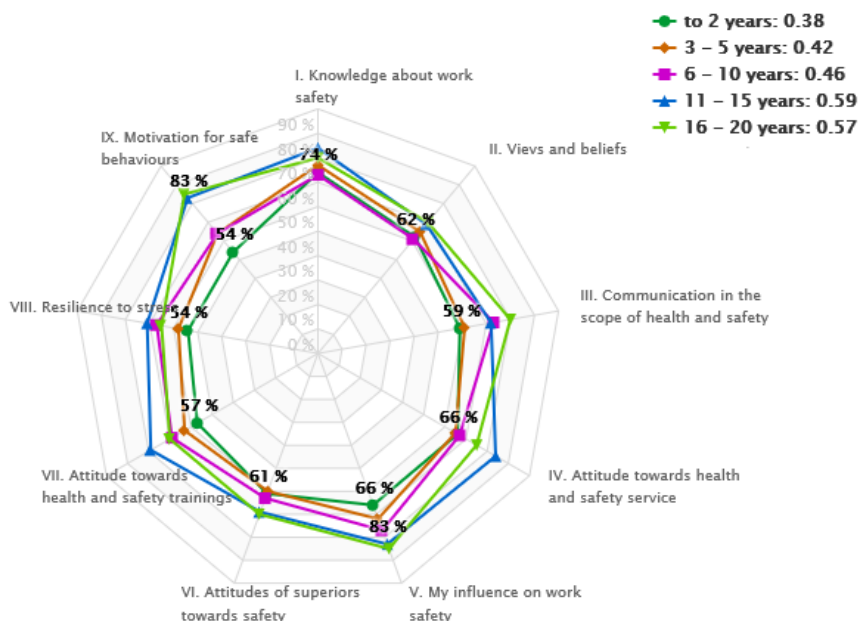 to 2 years: 0.38
3 – 5 years: 0.42
6 – 10 years: 0.46
11 – 15 years: 0.59
16 – 20 years: 0.57
I. Knowledge about work
safety
IX. Motivation for safe
behaviours
II. Vievs and beliefs
90 %
80 %
74 %
70 %
60 %
50 %
40 %
30 %
20 %
10 %
0 %
83 %
62 %
54 %
III. Communication in the
scope of health and safety
59 %
VIII. Resilience to stress
54 %
57 %
66 %
VII. Attitude towards
health and safety trainings
IV. Attitude towards health
and safety service
61 %
66 %
83 %
VI. Attitudes of superiors
towards safety
V. My influence on work
safety